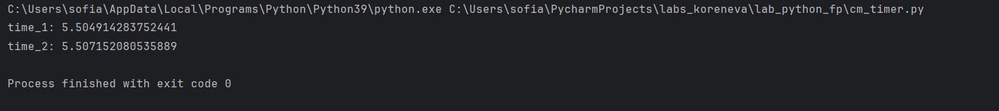 C:\Users\sofia\AppData\Local\Programs\Python\Python39\python.exe C:\Users\sofia\PycharmProjects\labs_koreneva\lab_python_fp\cm_timer.py
time_1: 5.504914283752441
time_2: 5.507152080535889
Process finished with exit code 0